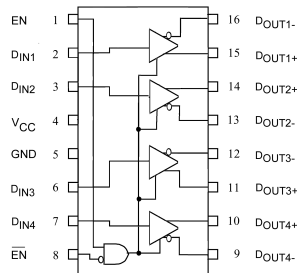 EN 1 16 DOUT1-
DIN1 2 15 DOUT1+
DIN2 3 14 DOUT2+
VCC 4 13 DOUT2-
GND 5 12 DOUT3-
DIN3 6 11 DOUT3+
DIN4 7 10 DOUT4+
E̅N̅ 8 9 DOUT4-